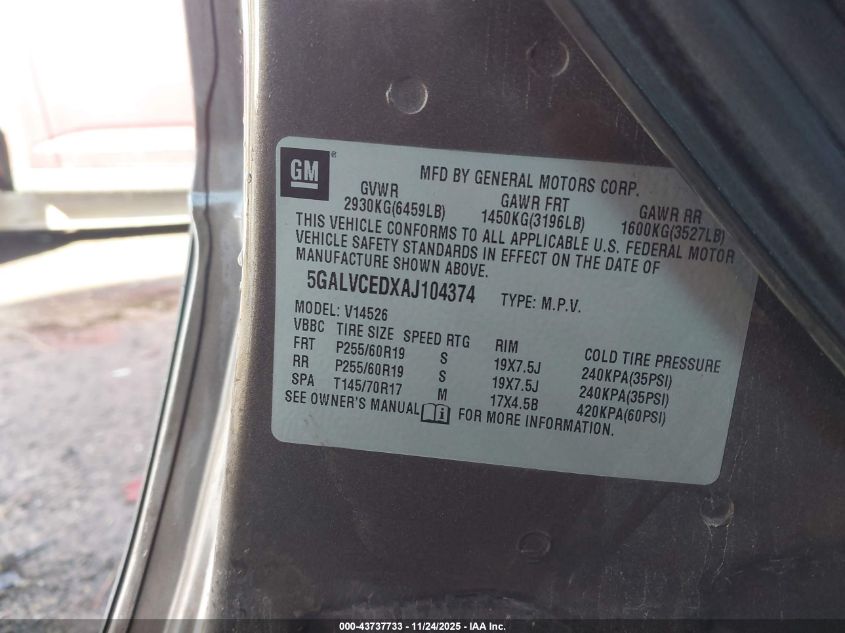 GM®
MFD BY GENERAL MOTORS CORP.
GVWR GAWR FRT GAWR RR
2930KG(6459LB) 1450KG(3196LB) 1600KG(3527LB)
THIS VEHICLE CONFORMS TO ALL APPLICABLE U.S. FEDERAL MOTOR
VEHICLE SAFETY STANDARDS IN EFFECT ON THE DATE OF
MANUFACTURE SHOWN ABOVE.
5GALVCEDXAJ104374 TYPE: M.P.V.
MODEL: V14526
VBBC TIRE SIZE SPEED RTG RIM COLD TIRE PRESSURE
FRT P255/60R19 S 19X7.5J 240KPA(35PSI)
RR P255/60R19 S 19X7.5J 240KPA(35PSI)
SPA T145/70R17 M 17X4.5B 420KPA(60PSI)
SEE OWNER'S MANUAL FOR MORE INFORMATION.
000-43737733 - 11/24/2025 - IAA Inc.